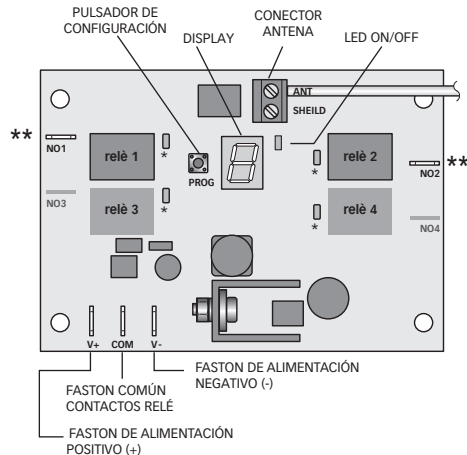 PULSADOR DE
CONFIGURACIÓN
DISPLAY
CONECTOR
ANTENA
LED ON/OFF
ANT
SHEILD
**
NO1
relè 1
*
PROG
*
relè 2
NO2
**
NO3
relè 3
*
*
relè 4
NO4
V+ COM V-
FASTON DE ALIMENTACIÓN
NEGATIVO (-)
FASTON COMÚN
CONTACTOS RELÉ
FASTON DE ALIMENTACIÓN
POSITIVO (+)